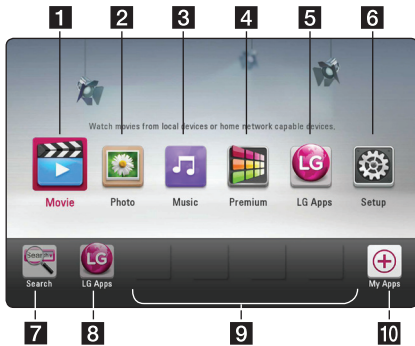 1 2 3 4 5 6
Watch movies from local devices or home network capable devices.
LG
Movie Photo Music Premium LG Apps Setup
Search LG
Search LG Apps My Apps
7 8 9 10